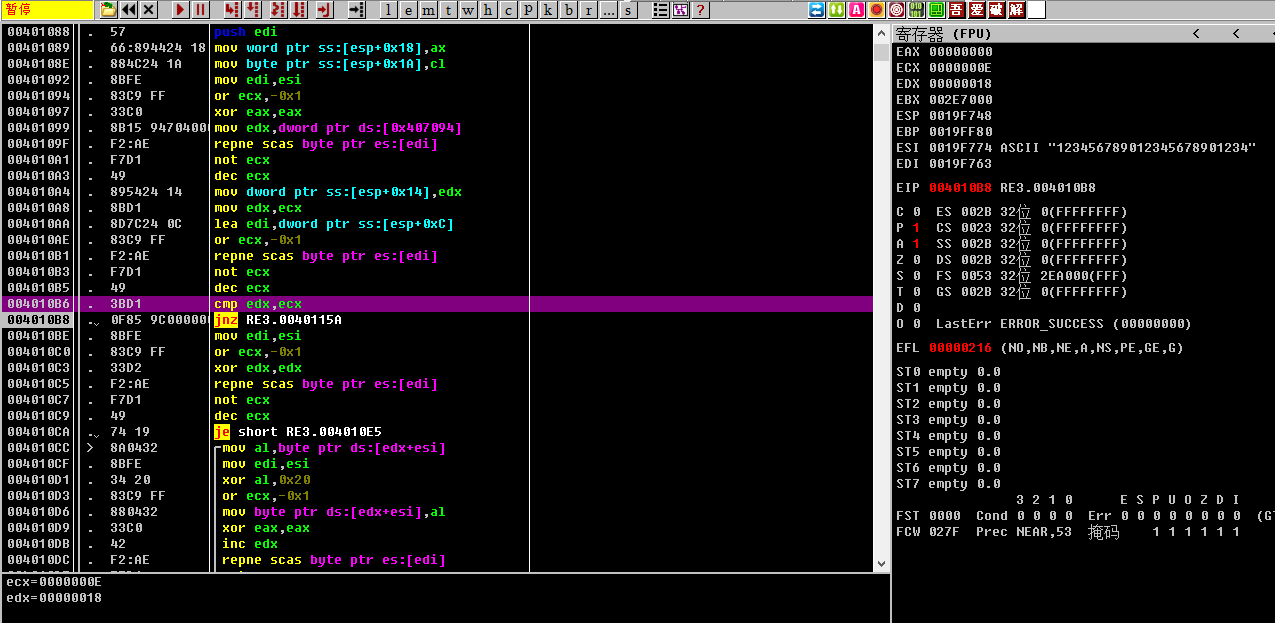 暂停
l e m t w h c p k b r ... s ?
吾 爱 破 解
00401088 . 57 push edi
00401089 . 66:894424 18 mov word ptr ss:[esp+0x18],ax
0040108E . 884C24 1A mov byte ptr ss:[esp+0x1A],cl
00401092 . 8BFE mov edi,esi
00401094 . 83C9 FF or ecx,-0x1
00401097 . 33C0 xor eax,eax
00401099 . 8B15 94704000 mov edx,dword ptr ds:[0x407094]
0040109F . F2:AE repne scas byte ptr es:[edi]
004010A1 . F7D1 not ecx
004010A3 . 49 dec ecx
004010A4 . 895424 14 mov dword ptr ss:[esp+0x14],edx
004010A8 . 8BD1 mov edx,ecx
004010AA . 8D7C24 0C lea edi,dword ptr ss:[esp+0xC]
004010AE . 83C9 FF or ecx,-0x1
004010B1 . F2:AE repne scas byte ptr es:[edi]
004010B3 . F7D1 not ecx
004010B5 . 49 dec ecx
004010B6 . 3BD1 cmp edx,ecx
004010B8 . 0F85 9C000000 jnz RE3.0040115A
004010BE . 8BFE mov edi,esi
004010C0 . 83C9 FF or ecx,-0x1
004010C3 . 33D2 xor edx,edx
004010C5 . F2:AE repne scas byte ptr es:[edi]
004010C7 . F7D1 not ecx
004010C9 . 49 dec ecx
004010CA . 74 19 je short RE3.004010E5
004010CC > 8A0432 mov al,byte ptr ds:[edx+esi]
004010CF . 8BFE mov edi,esi
004010D1 . 34 20 xor al,0x20
004010D3 . 83C9 FF or ecx,-0x1
004010D6 . 880432 mov byte ptr ds:[edx+esi],al
004010D9 . 33C0 xor eax,eax
004010DB . 42 inc edx
004010DC . F2:AE repne scas byte ptr es:[edi]
ecx=0000000E
edx=00000018
寄存器 (FPU) < < <
EAX 00000000
ECX 0000000E
EDX 00000018
EBX 002E7000
ESP 0019F748
EBP 0019FF80
ESI 0019F774 ASCII "123456789012345678901234"
EDI 0019F763
EIP 004010B8 RE3.004010B8
C 0 ES 002B 32位 0(FFFFFFFF)
P 1 CS 0023 32位 0(FFFFFFFF)
A 1 SS 002B 32位 0(FFFFFFFF)
Z 0 DS 002B 32位 0(FFFFFFFF)
S 0 FS 0053 32位 2EA000(FFF)
T 0 GS 002B 32位 0(FFFFFFFF)
D 0
O 0 LastErr ERROR_SUCCESS (00000000)
EFL 00000216 (NO,NB,NE,A,NS,PE,GE,G)
ST0 empty 0.0
ST1 empty 0.0
ST2 empty 0.0
ST3 empty 0.0
ST4 empty 0.0
ST5 empty 0.0
ST6 empty 0.0
ST7 empty 0.0
3 2 1 0 E S P U O Z D I
FST 0000 Cond 0 0 0 0 Err 0 0 0 0 0 0 0 0 (GT
FCW 027F Prec NEAR,53 掩码 1 1 1 1 1 1